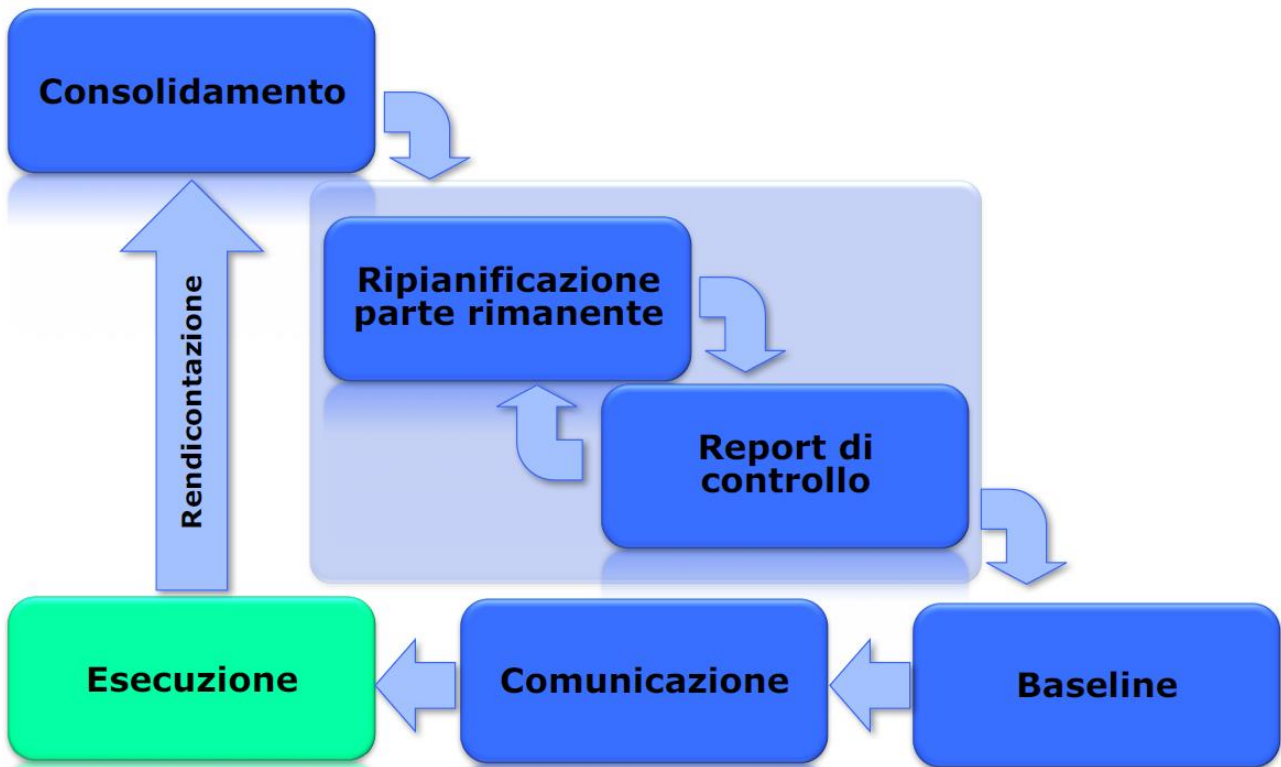 Consolidamento
Ripianificazione
parte rimanente
Rendicontazione
Report di
controllo
Esecuzione
Comunicazione
Baseline